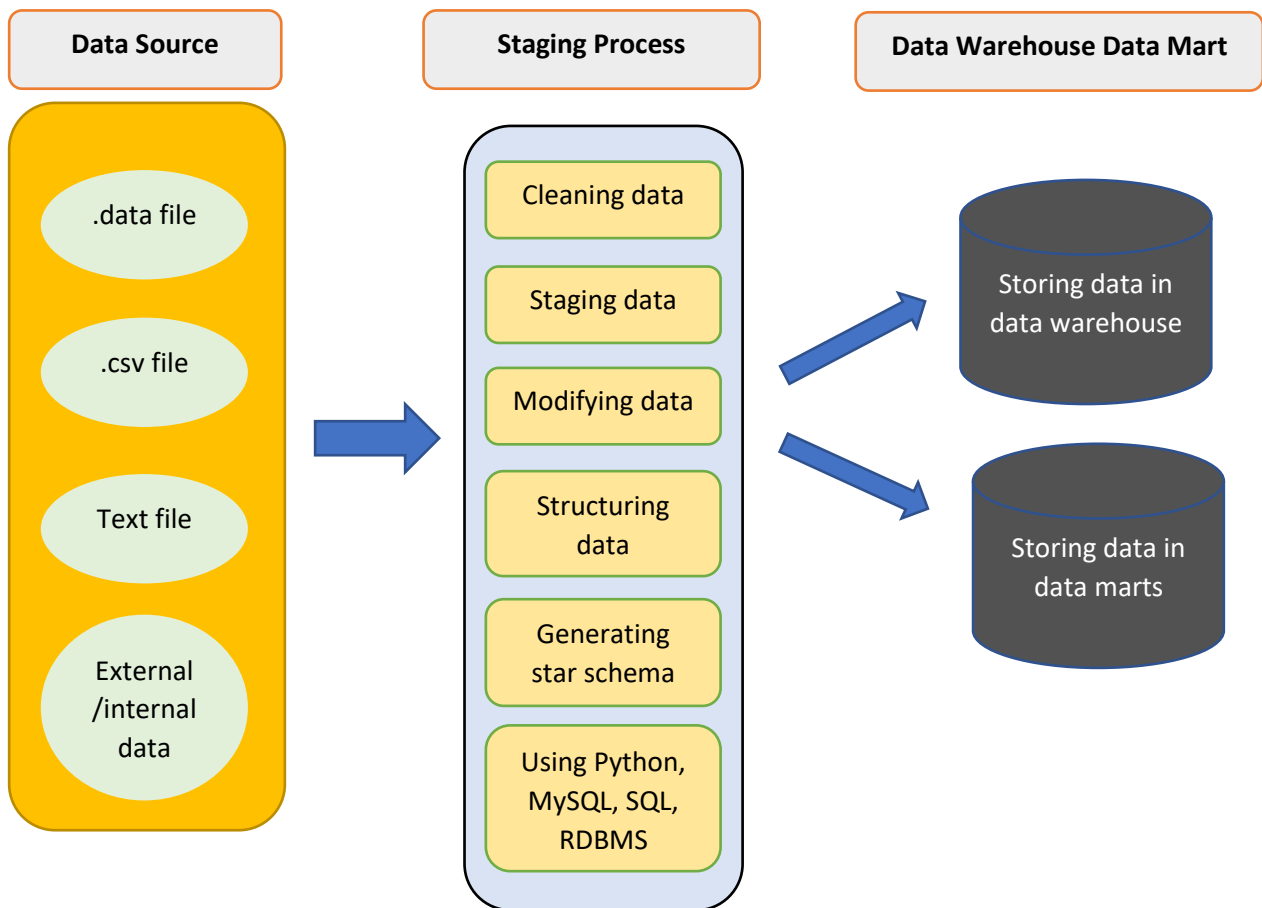 Data Source
Staging Process
Data Warehouse Data Mart
.data file
.csv file
Text file
External
/internal
data
Cleaning data
Staging data
Modifying data
Structuring
data
Generating
star schema
Using Python,
MySQL, SQL,
RDBMS
Storing data in
data warehouse
Storing data in
data marts